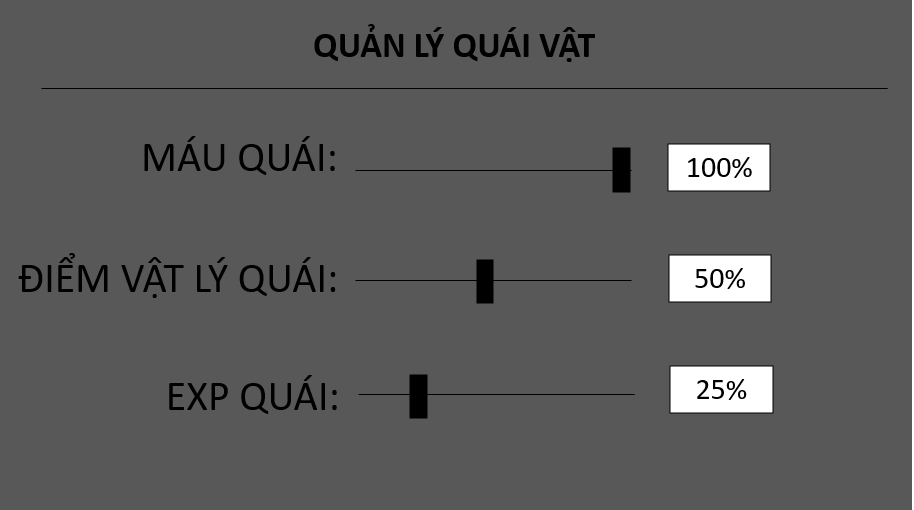 QUẢN LÝ QUÁI VẬT
MÁU QUÁI: 100%
ĐIỂM VẬT LÝ QUÁI: 50%
EXP QUÁI: 25%